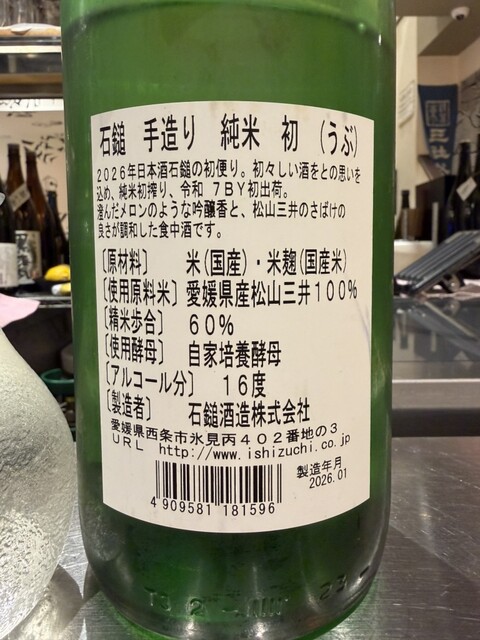 石鎚　手造り　純米　初　（うぶ）
2026年日本酒石鎚の初便り。初々しい酒をとの思いを
込め、純米初搾り、令和 7BY初出荷。
澄んだメロンのような吟醸香と、松山三井のさばけの
良さが調和した食中酒です。
［原材料］　米（国産）・米麹（国産米）
［使用原料米］愛媛県産松山三井100％
［精米歩合］　60％
［使用酵母］　自家培養酵母
［アルコール分］　16度
［製造者］　石鎚酒造株式会社
愛媛県西条市氷見丙402番地の3
URL　http://www.ishizuchi.co.jp
製造年月
2026.01
4 909581 181596